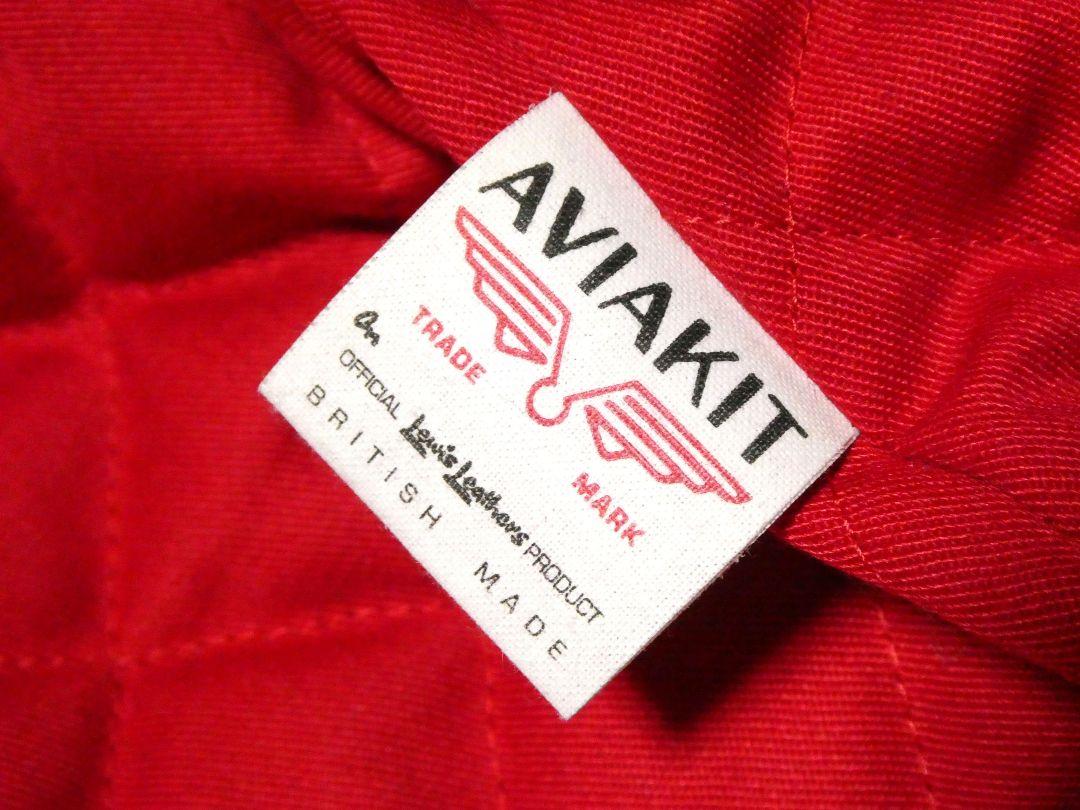 AVIAKIT
TRADE MARK
an
OFFICIAL Lewis Leathers PRODUCT
BRITISH MADE